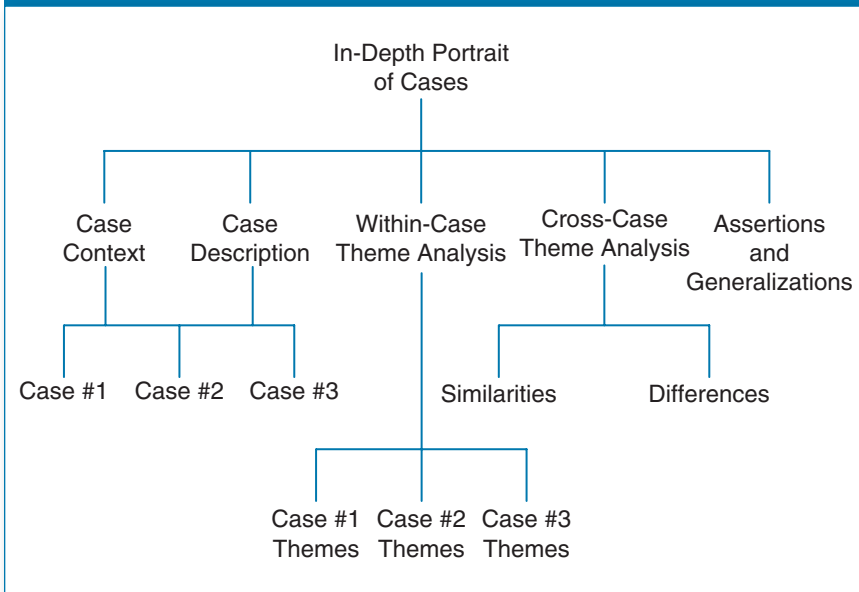 In-Depth Portrait
of Cases
Case
Context
Case
Description
Within-Case
Theme Analysis
Cross-Case
Theme Analysis
Assertions
and
Generalizations
Case #1
Case #2
Case #3
Similarities
Differences
Case #1
Themes
Case #2
Themes
Case #3
Themes